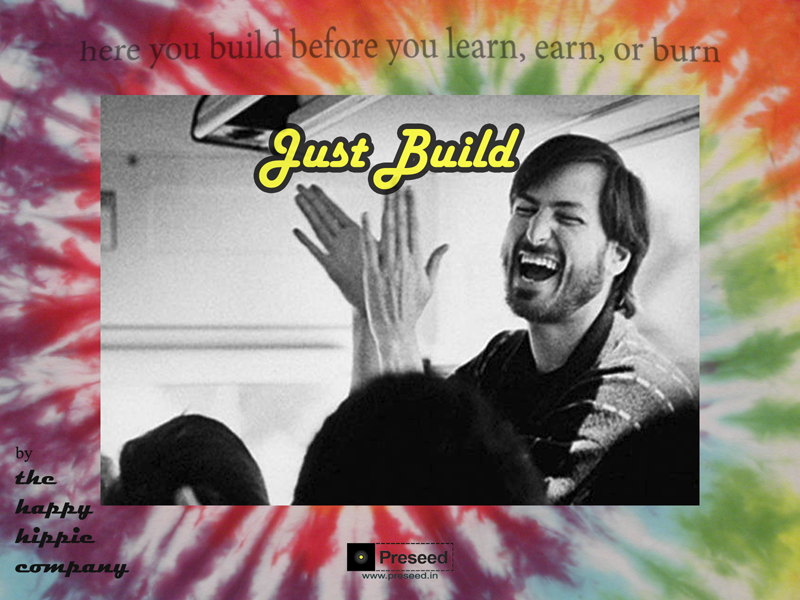 here you build before you learn, earn, or burn
Just Build
by
the
happy
hippie
company
Preseed
www.preseed.in